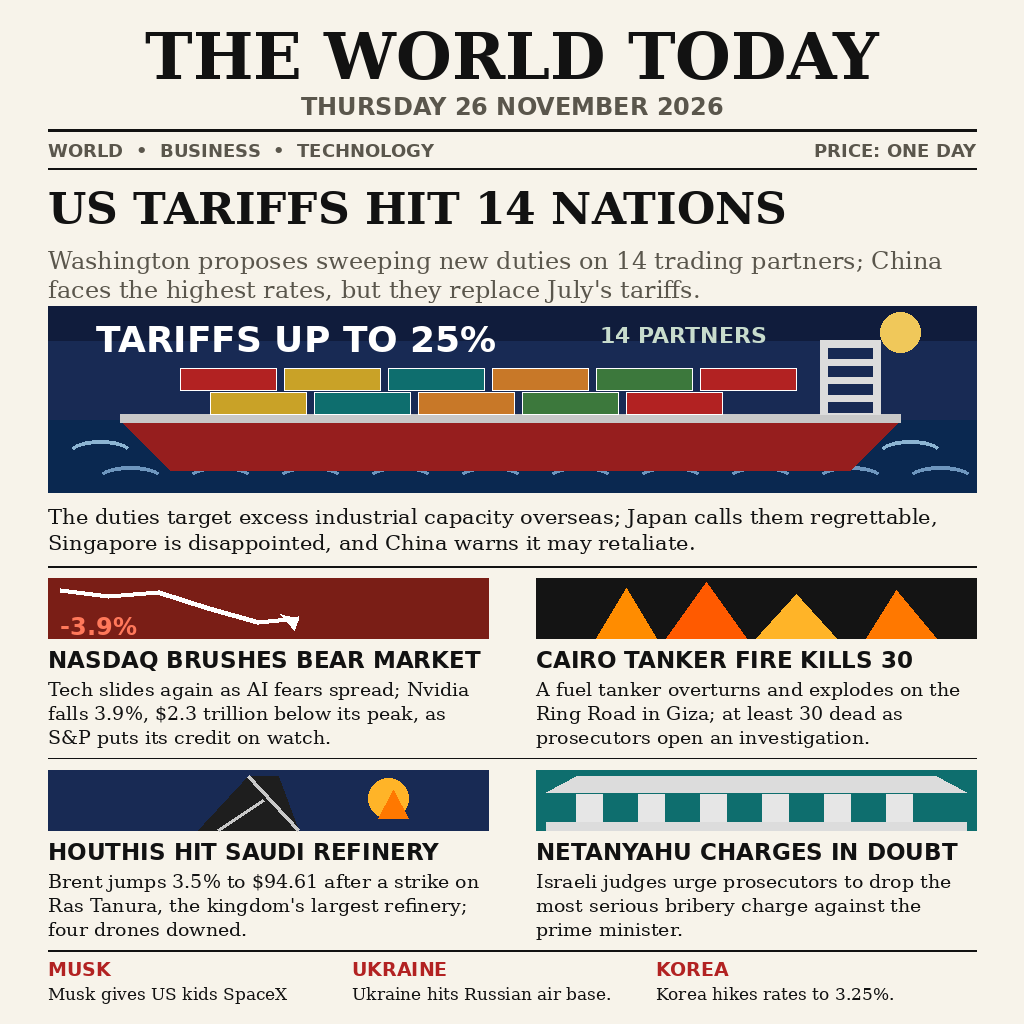 THE WORLD TODAY
THURSDAY 26 NOVEMBER 2026
WORLD • BUSINESS • TECHNOLOGY
PRICE: ONE DAY
US TARIFFS HIT 14 NATIONS
Washington proposes sweeping new duties on 14 trading partners; China
faces the highest rates, but they replace July's tariffs.
TARIFFS UP TO 25%
14 PARTNERS
The duties target excess industrial capacity overseas; Japan calls them regrettable,
Singapore is disappointed, and China warns it may retaliate.
-3.9%
NASDAQ BRUSHES BEAR MARKET
Tech slides again as AI fears spread; Nvidia
falls 3.9%, $2.3 trillion below its peak, as
S&P puts its credit on watch.
CAIRO TANKER FIRE KILLS 30
A fuel tanker overturns and explodes on the
Ring Road in Giza; at least 30 dead as
prosecutors open an investigation.
HOUTHIS HIT SAUDI REFINERY
Brent jumps 3.5% to $94.61 after a strike on
Ras Tanura, the kingdom's largest refinery;
four drones downed.
NETANYAHU CHARGES IN DOUBT
Israeli judges urge prosecutors to drop the
most serious bribery charge against the
prime minister.
MUSK
Musk gives US kids SpaceX
UKRAINE
Ukraine hits Russian air base.
KOREA
Korea hikes rates to 3.25%.